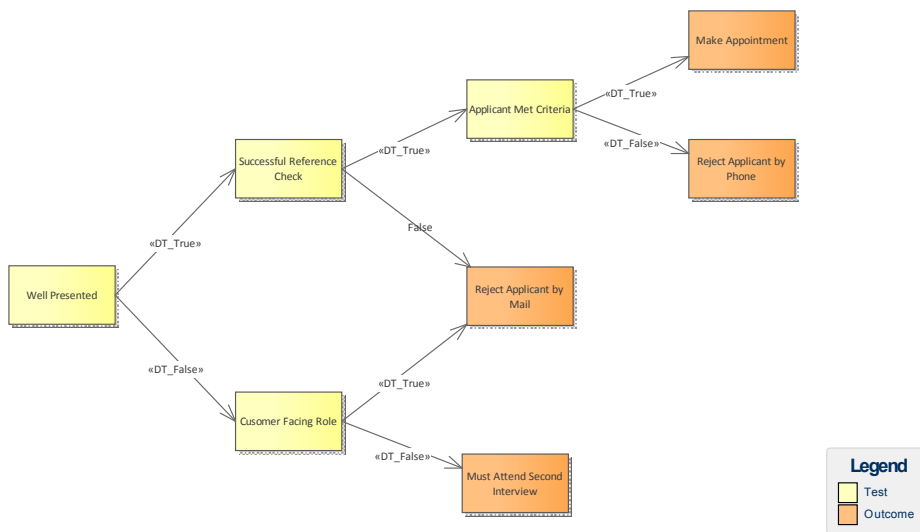 Make Appointment
«DT_True»
Applicant Met Criteria
«DT_True»
«DT_False»
Successful Reference
Check
Reject Applicant by
Phone
False
«DT_True»
Well Presented
Reject Applicant by
Mail
«DT_False»
«DT_True»
Cusomer Facing Role
«DT_False»
Must Attend Second
Interview
Legend
Test
Outcome